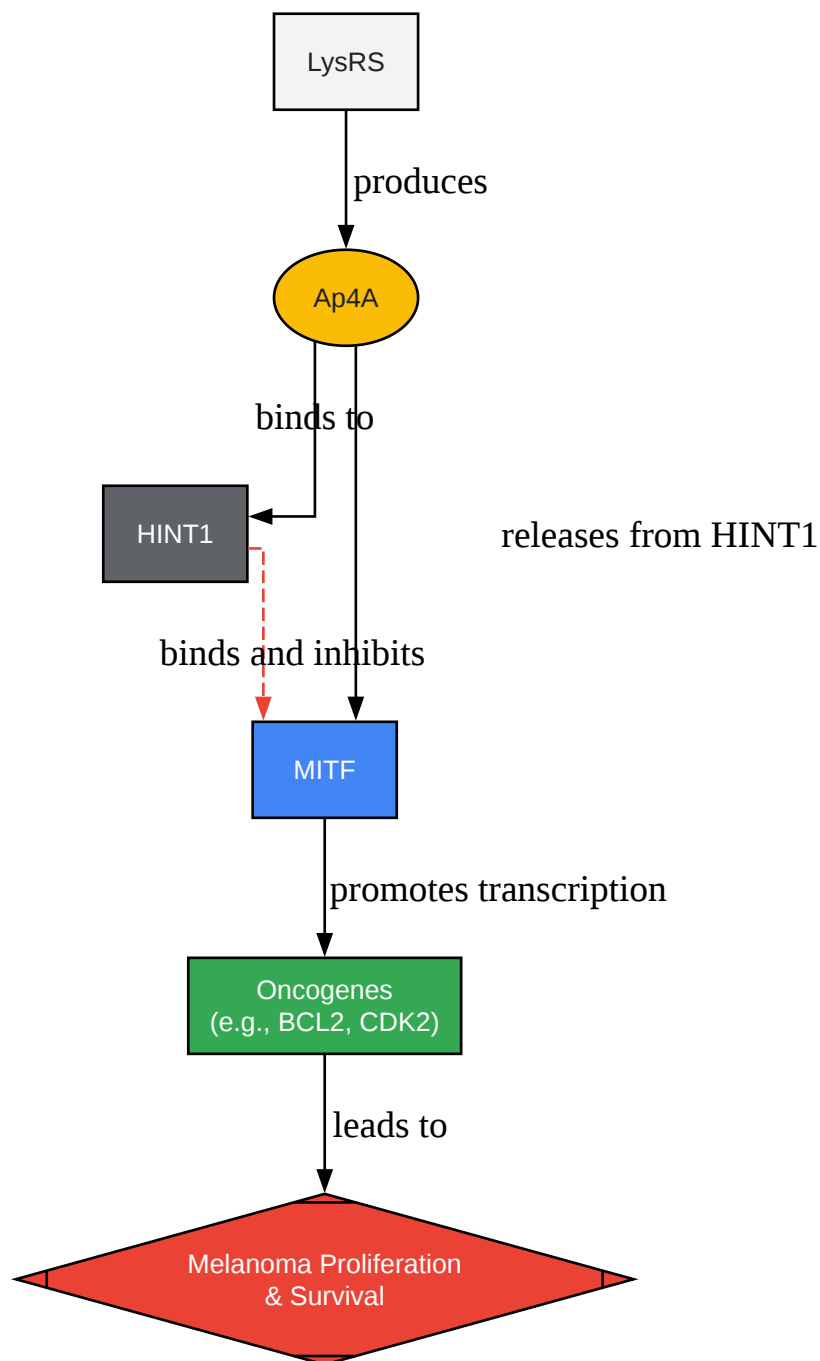 LysRS
produces
Ap4A
binds to
HINT1
releases from HINT1
binds and inhibits
MITF
promotes transcription
Oncogenes
(e.g., BCL2, CDK2)
leads to
Melanoma Proliferation
& Survival